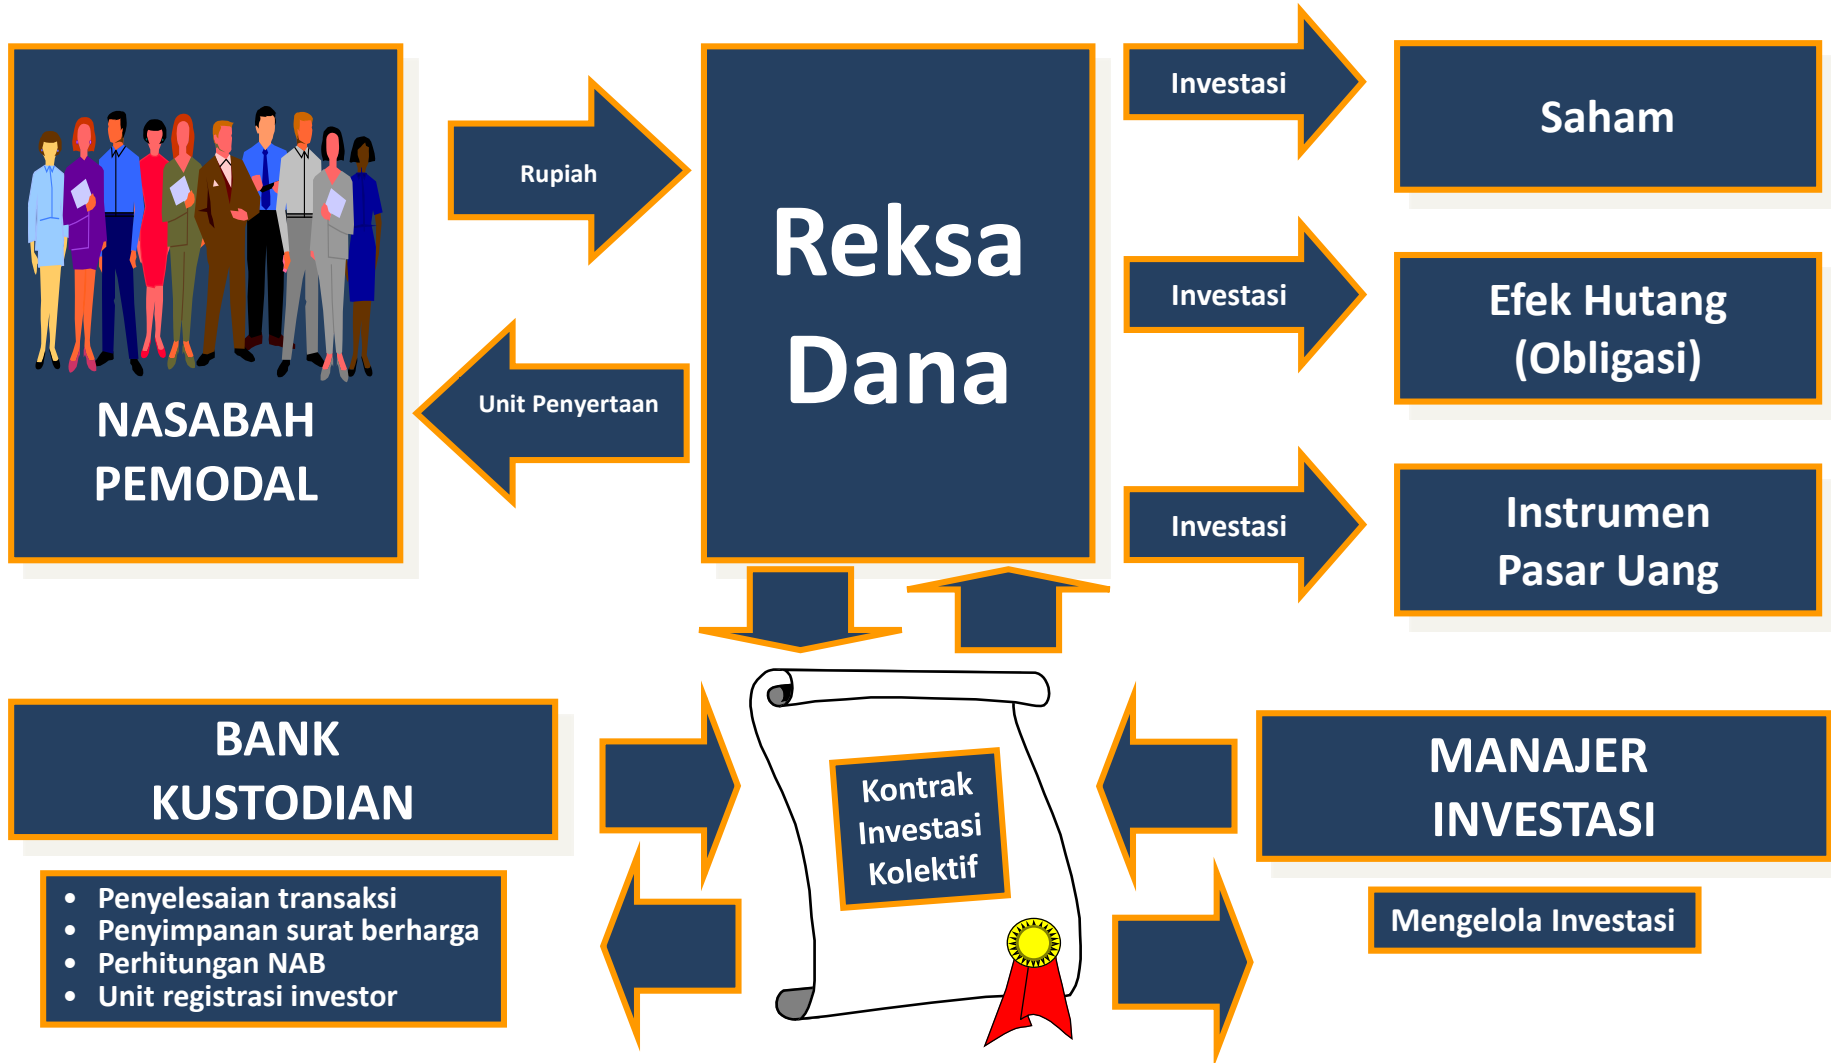 NASABAH
PEMODAL
Rupiah
Unit Penyertaan
Reksa
Dana
Investasi
Saham
Investasi
Efek Hutang
(Obligasi)
Investasi
Instrumen
Pasar Uang
BANK
KUSTODIAN
• Penyelesaian transaksi
• Penyimpanan surat berharga
• Perhitungan NAB
• Unit registrasi investor
Kontrak
Investasi
Kolektif
MANAJER
INVESTASI
Mengelola Investasi